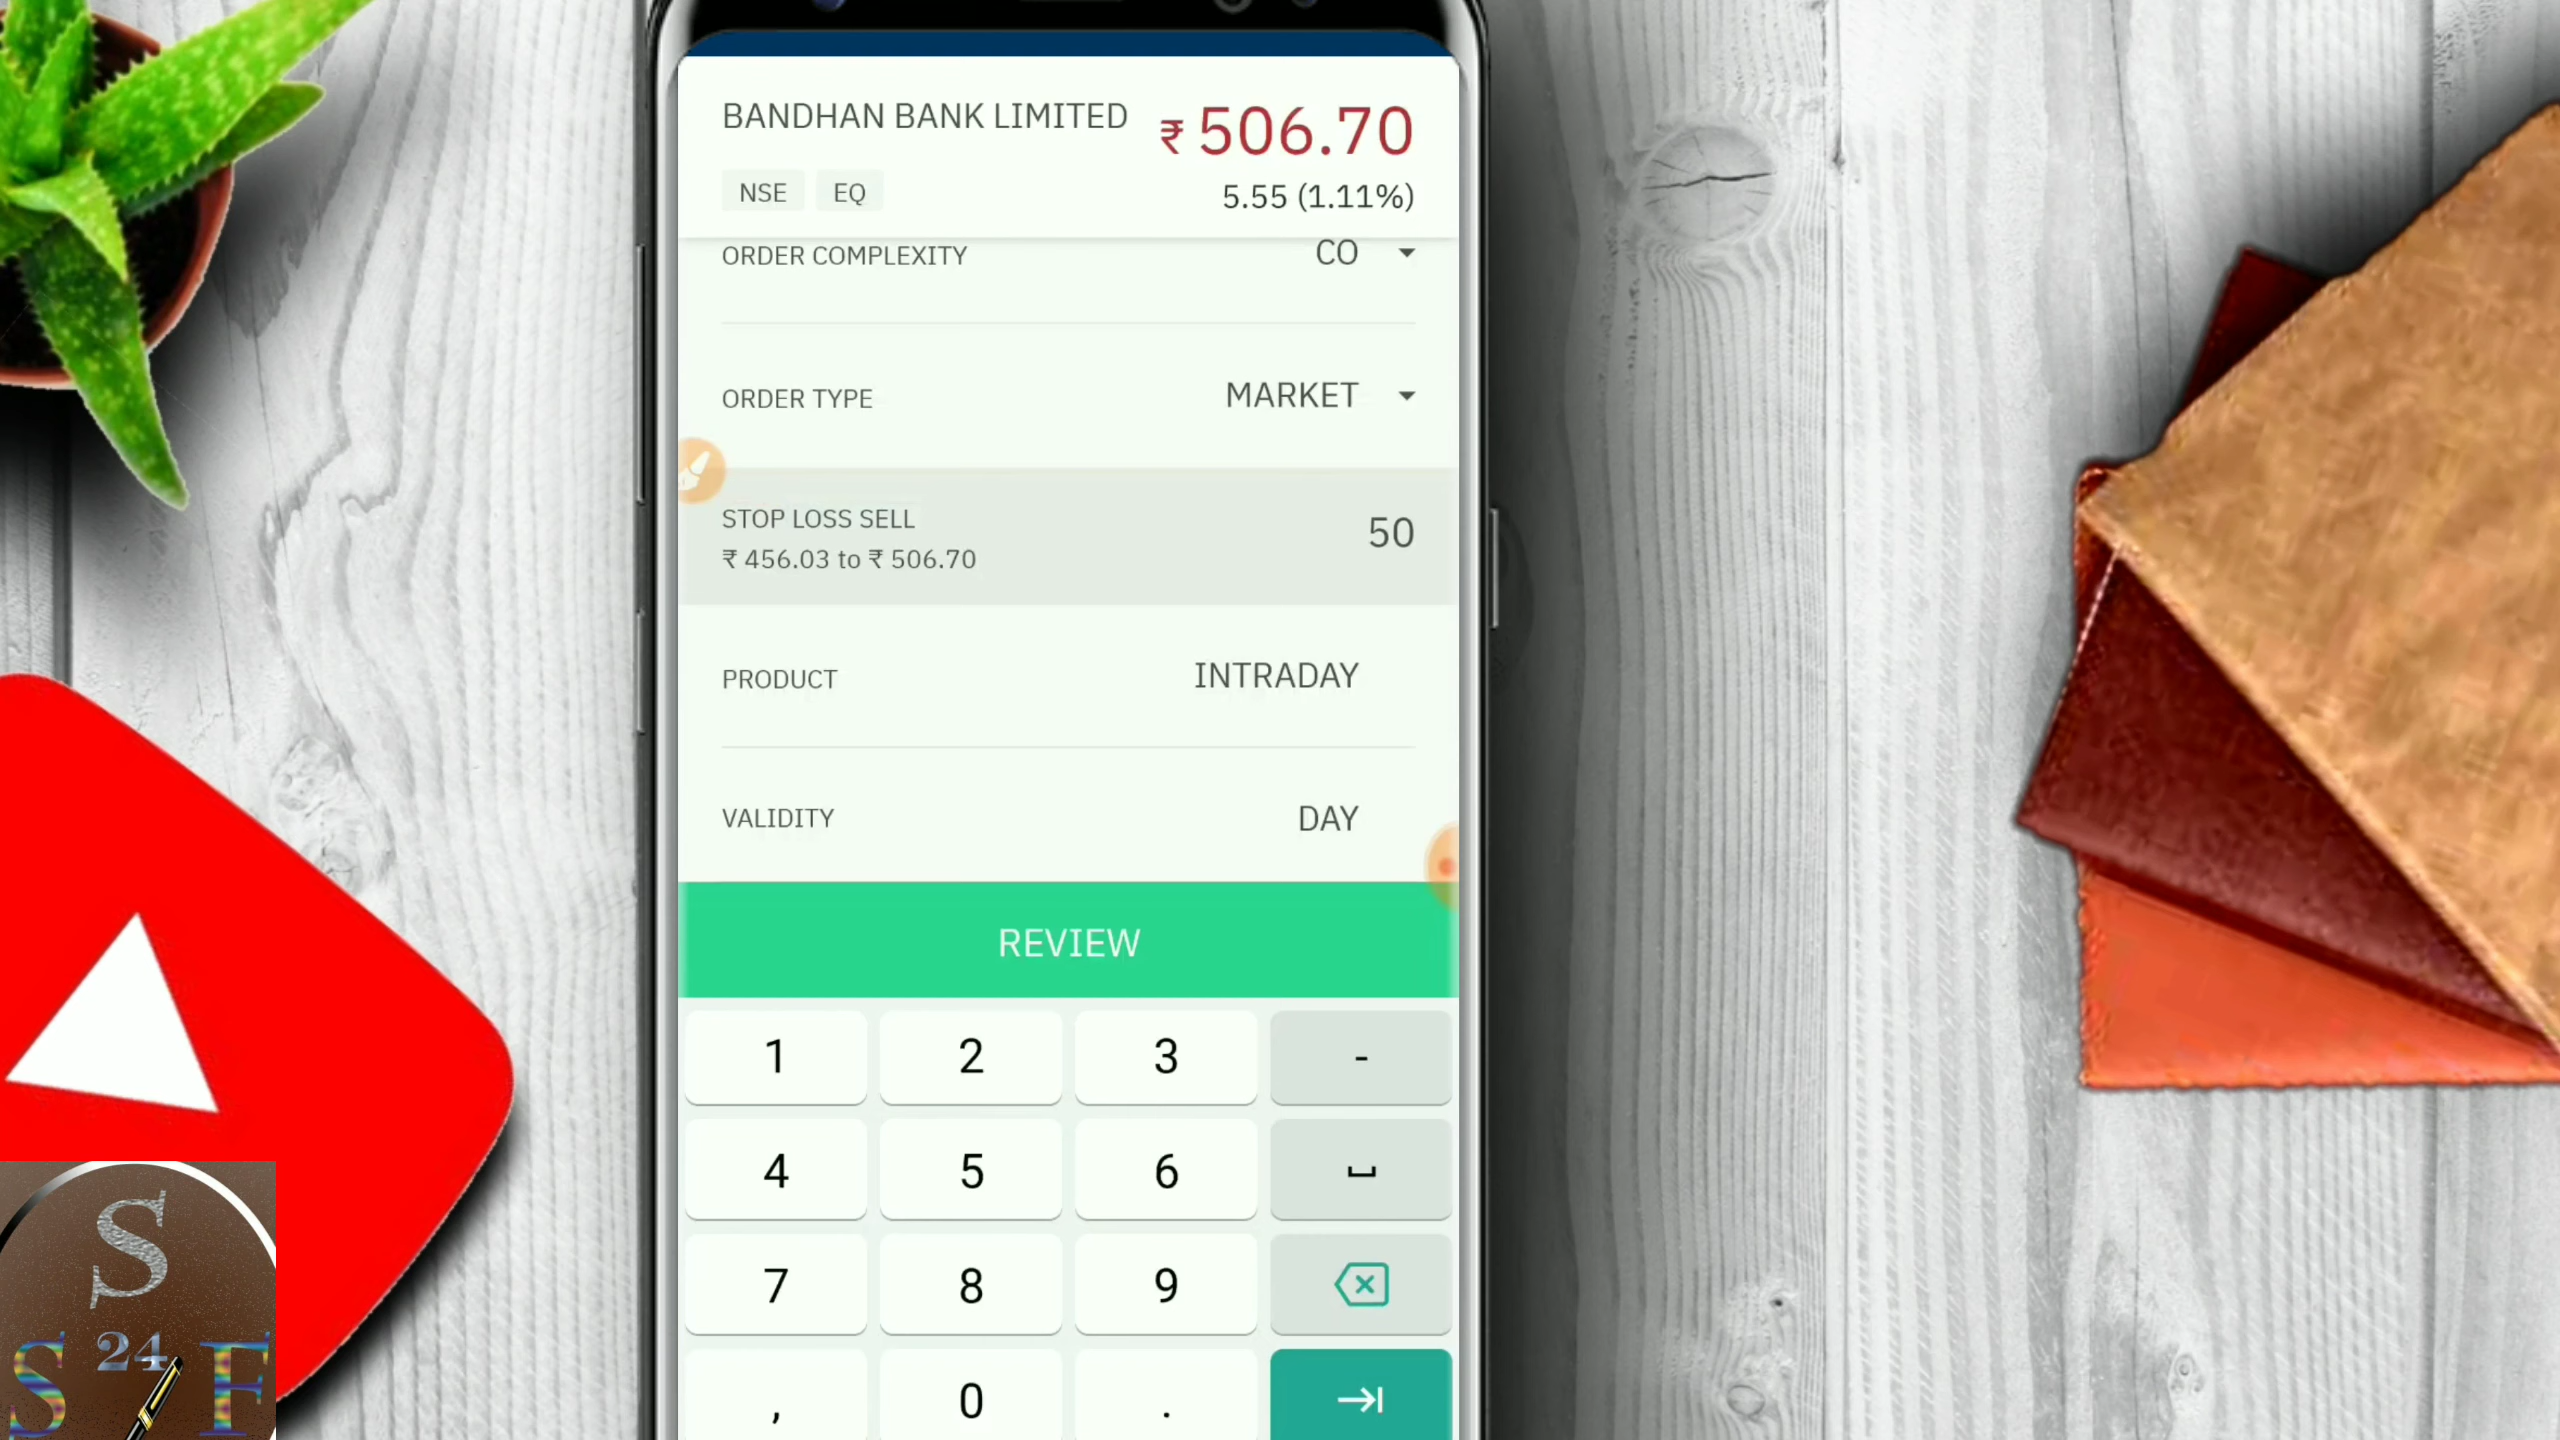 BANDHAN BANK LIMITED
₹ 506.70
NSE EQ
5.55 (1.11%)
ORDER COMPLEXITY CO
ORDER TYPE MARKET
STOP LOSS SELL
₹ 456.03 to ₹ 506.70
50
PRODUCT INTRADAY
VALIDITY DAY
REVIEW
1 2 3 -
4 5 6
7 8 9
, 0 .
S
24
S F